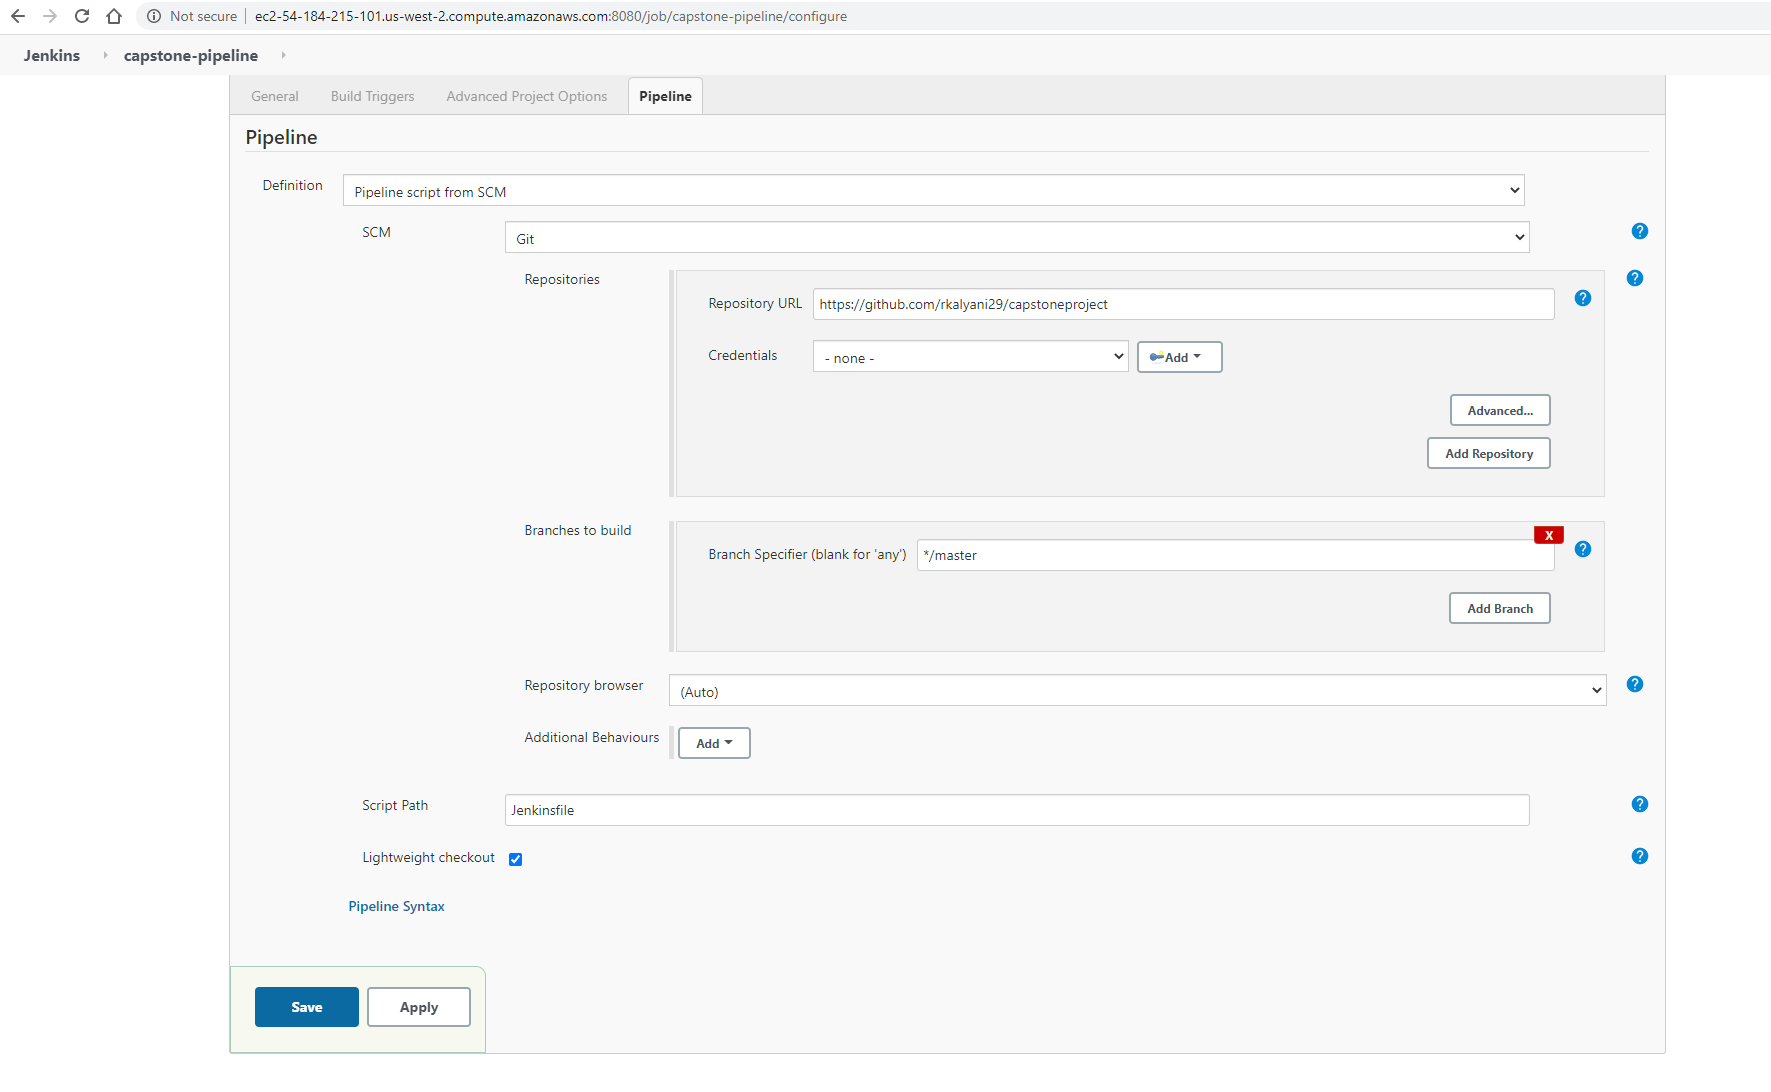 Not secure ec2-54-184-215-101.us-west-2.compute.amazonaws.com:8080/job/capstone-pipeline/configure
Jenkins capstone-pipeline
General Build Triggers Advanced Project Options Pipeline
Pipeline
Definition Pipeline script from SCM
SCM Git ?
Repositories ?
Repository URL https://github.com/rkalyani29/capstoneproject ?
Credentials - none - Add
Advanced...
Add Repository
Branches to build X
Branch Specifier (blank for 'any') */master ?
Add Branch
Repository browser (Auto) ?
Additional Behaviours Add
Script Path Jenkinsfile ?
Lightweight checkout ?
Pipeline Syntax
Save Apply